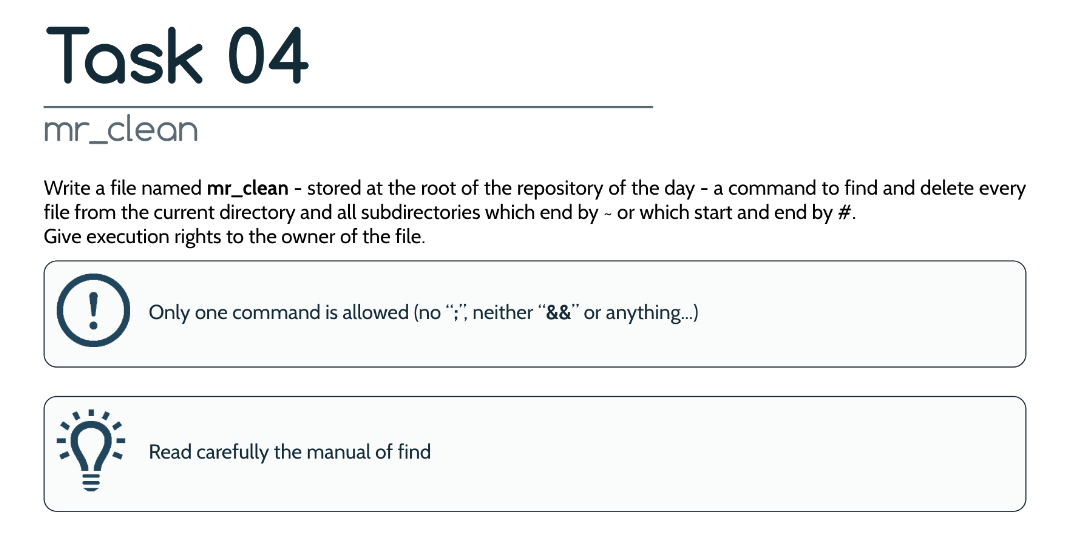 Task 04
mr_clean
Write a file named mr_clean - stored at the root of the repository of the day - a command to find and delete every
file from the current directory and all subdirectories which end by ~ or which start and end by #.
Give execution rights to the owner of the file.
Only one command is allowed (no “;”, neither “&&” or anything...)
Read carefully the manual of find